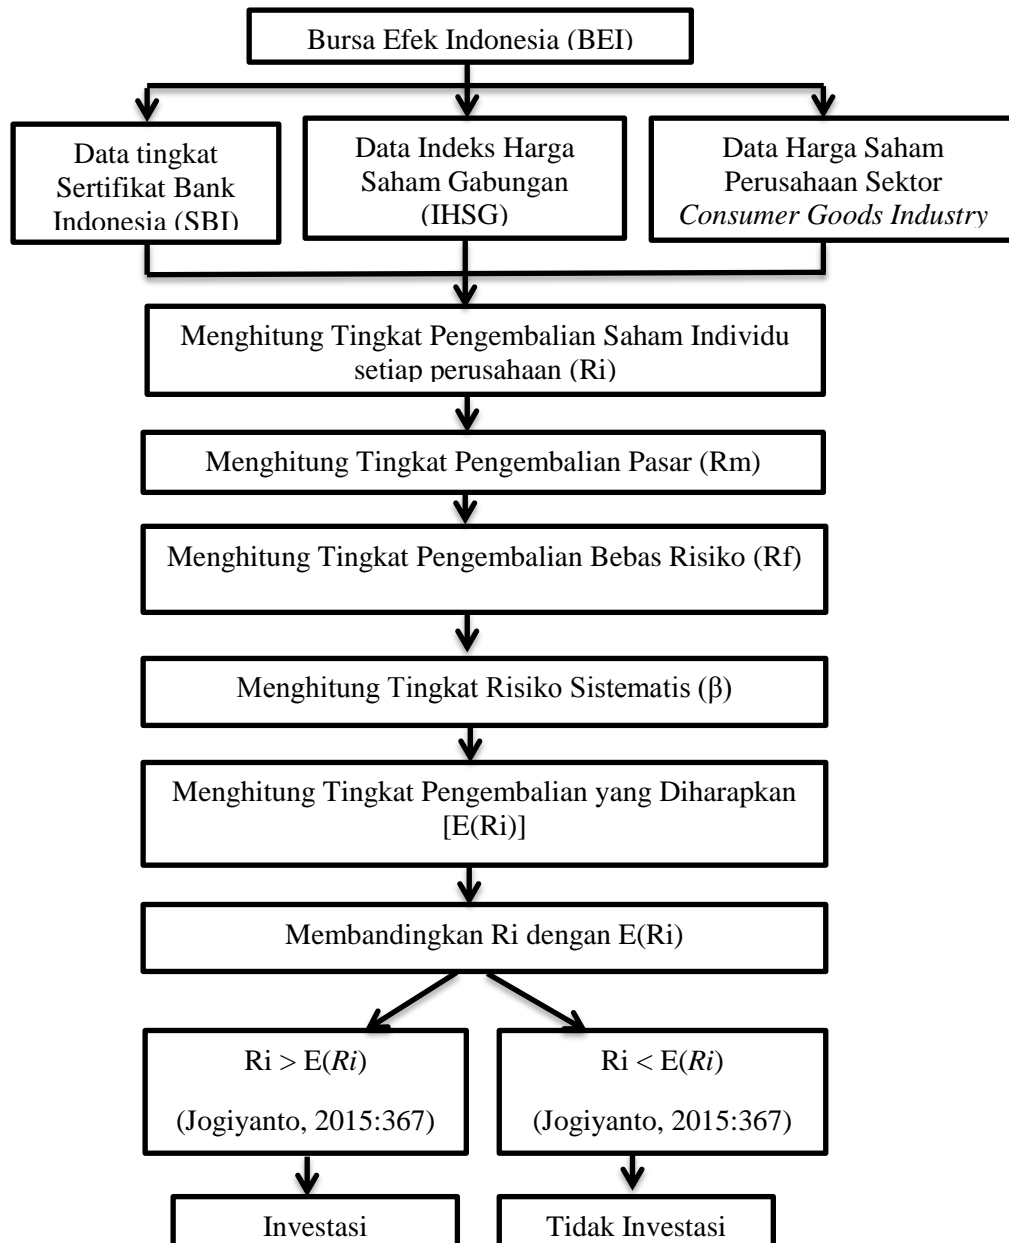 Bursa Efek Indonesia (BEI)
Data tingkat
Sertifikat Bank
Indonesia (SBI)
Data Indeks Harga
Saham Gabungan
(IHSG)
Data Harga Saham
Perusahaan Sektor
Consumer Goods Industry
Menghitung Tingkat Pengembalian Saham Individu
setiap perusahaan (Ri)
Menghitung Tingkat Pengembalian Pasar (Rm)
Menghitung Tingkat Pengembalian Bebas Risiko (Rf)
Menghitung Tingkat Risiko Sistematis (β)
Menghitung Tingkat Pengembalian yang Diharapkan
[E(Ri)]
Membandingkan Ri dengan E(Ri)
Ri > E(Ri)
(Jogiyanto, 2015:367)
Ri < E(Ri)
(Jogiyanto, 2015:367)
Investasi
Tidak Investasi